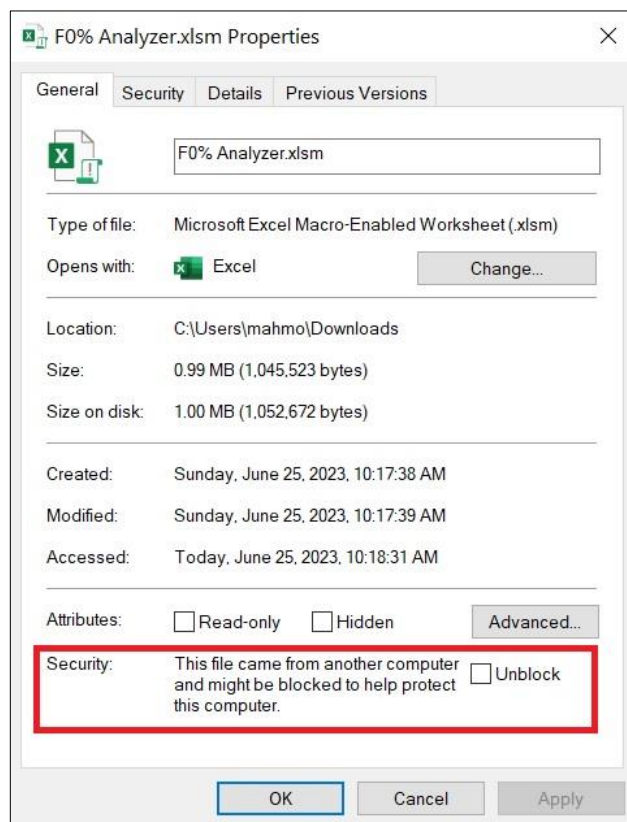 F0% Analyzer.xlsm Properties
General Security Details Previous Versions
F0% Analyzer.xlsm
Type of file: Microsoft Excel Macro-Enabled Worksheet (.xlsm)
Opens with: Excel Change...
Location: C:\Users\mahmo\Downloads
Size: 0.99 MB (1,045,523 bytes)
Size on disk: 1.00 MB (1,052,672 bytes)
Created: Sunday, June 25, 2023, 10:17:38 AM
Modified: Sunday, June 25, 2023, 10:17:39 AM
Accessed: Today, June 25, 2023, 10:18:31 AM
Attributes: Read-only Hidden Advanced...
Security: This file came from another computer
and might be blocked to help protect
this computer.
Unblock
OK Cancel Apply